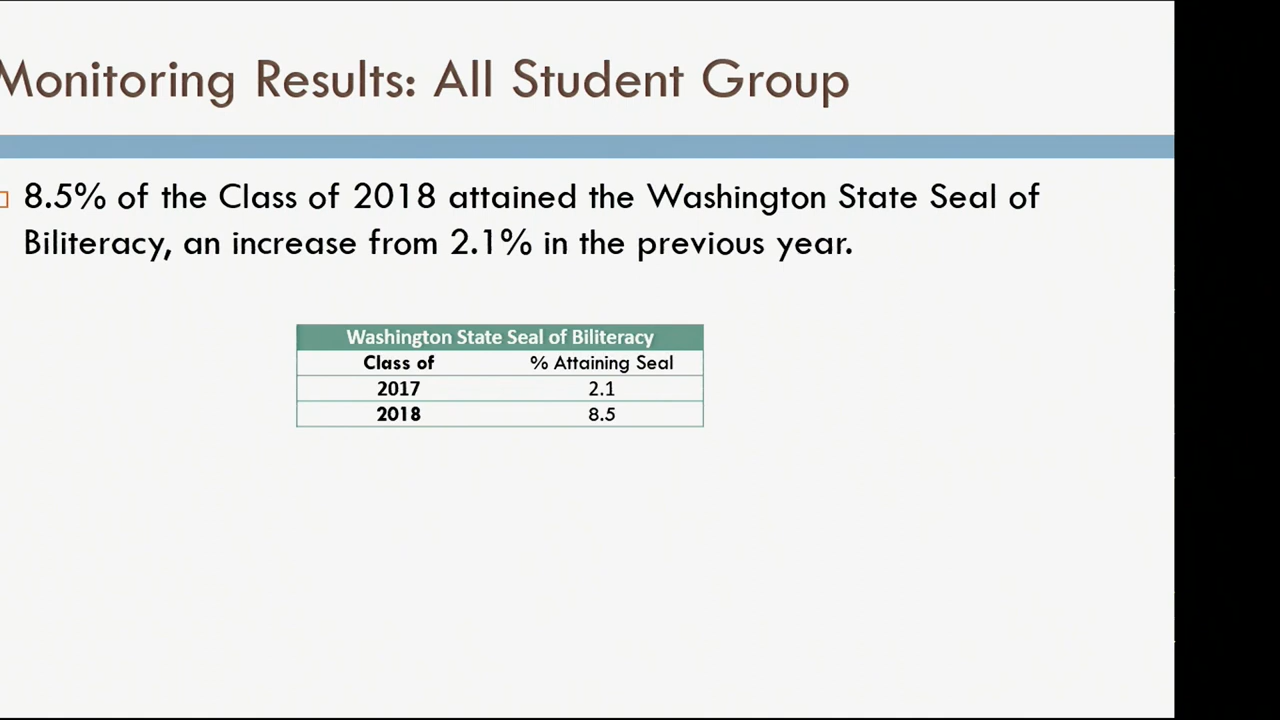 Monitoring Results: All Student Group
8.5% of the Class of 2018 attained the Washington State Seal of
Biliteracy, an increase from 2.1% in the previous year.
Washington State Seal of Biliteracy
Class of % Attaining Seal
2017 2.1
2018 8.5